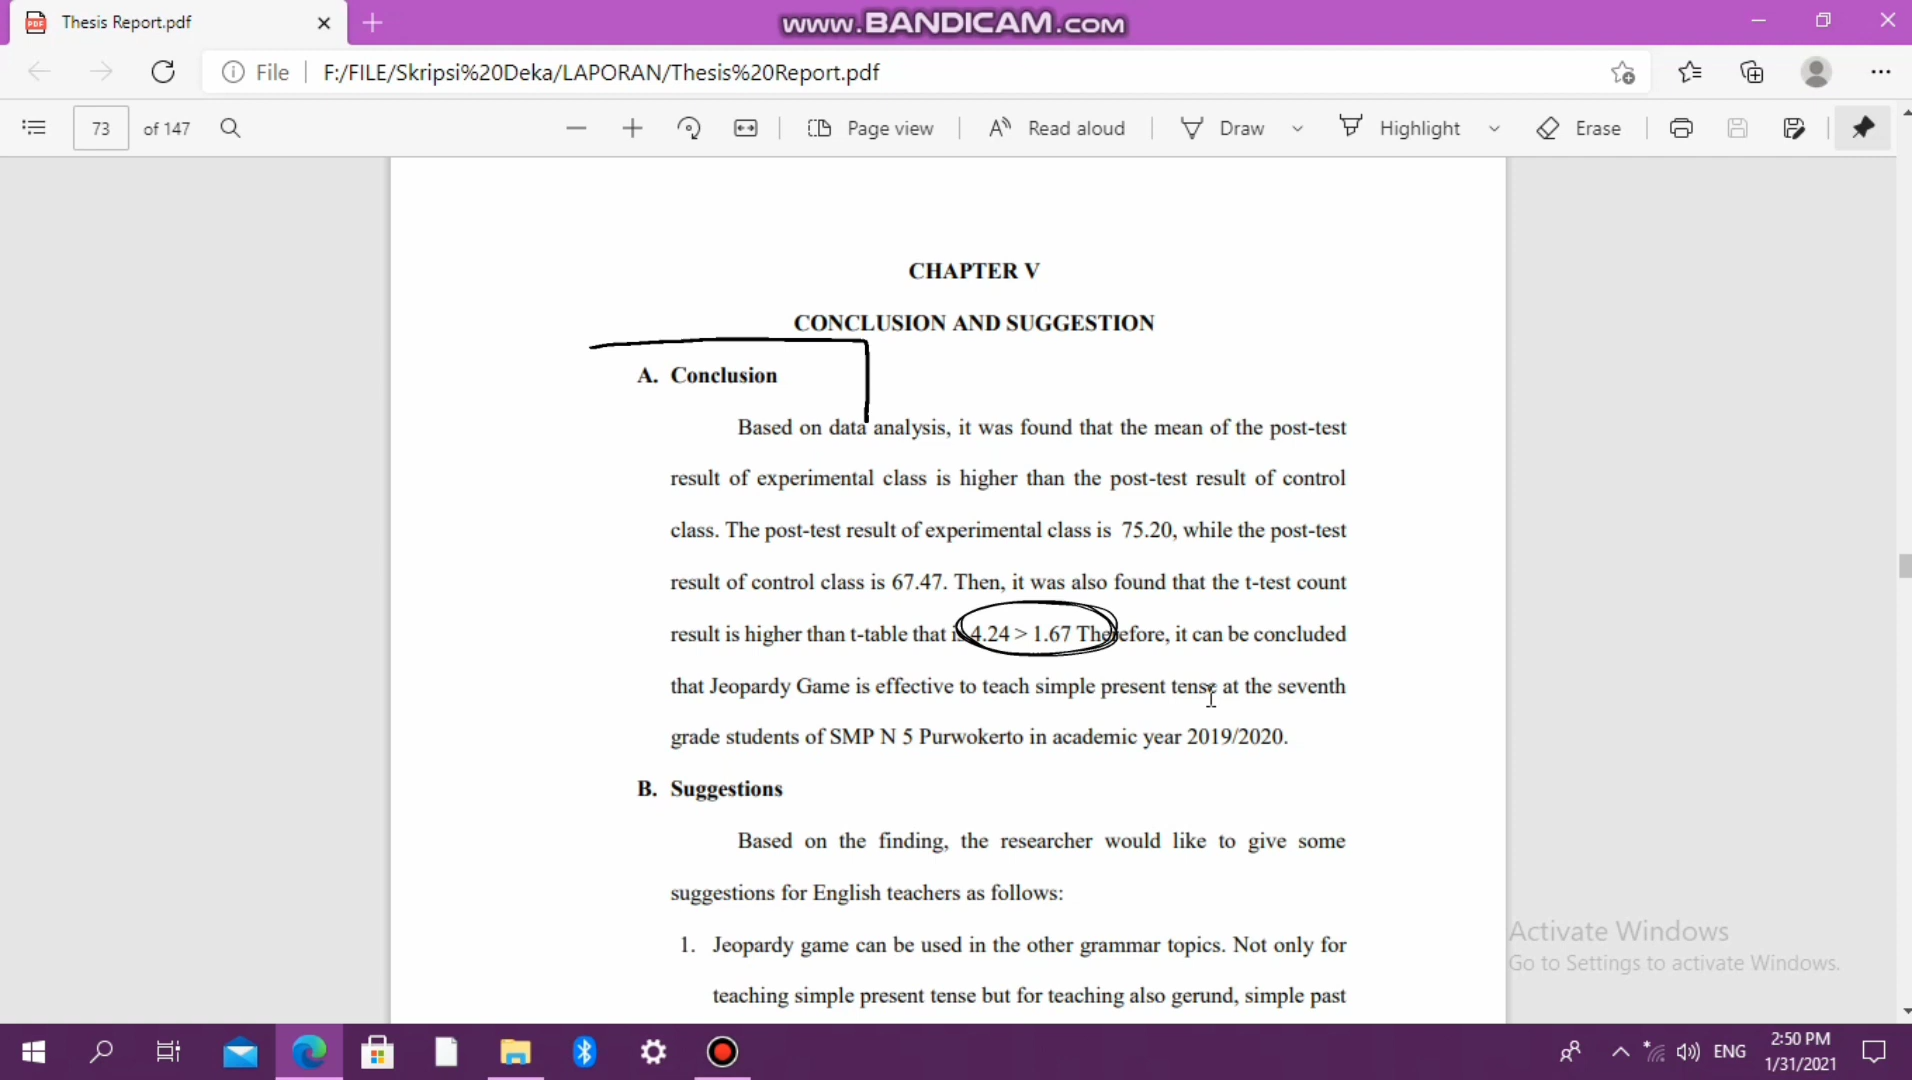 Thesis Report.pdf
www.BANDICAM.com
File F:/FILE/Skripsi%20Deka/LAPORAN/Thesis%20Report.pdf
73 of 147 Page view Read aloud Draw Highlight Erase
CHAPTER V
CONCLUSION AND SUGGESTION
A. Conclusion
Based on data analysis, it was found that the mean of the post-test
result of experimental class is higher than the post-test result of control
class. The post-test result of experimental class is 75.20, while the post-test
result of control class is 67.47. Then, it was also found that the t-test count
result is higher than t-table that is 4.24 > 1.67 Therefore, it can be concluded
that Jeopardy Game is effective to teach simple present tense at the seventh
grade students of SMP N 5 Purwokerto in academic year 2019/2020.
B. Suggestions
Based on the finding, the researcher would like to give some
suggestions for English teachers as follows:
1. Jeopardy game can be used in the other grammar topics. Not only for
teaching simple present tense but for teaching also gerund, simple past
Activate Windows
Go to Settings to activate Windows.
ENG
2:50 PM
1/31/2021